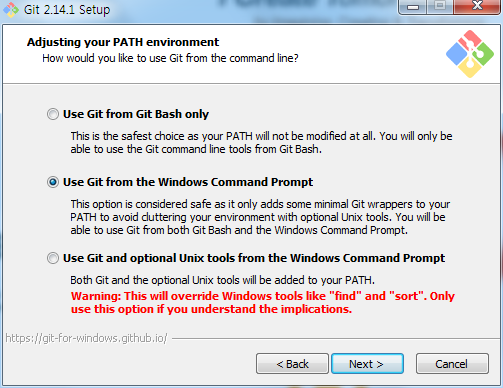 Git 2.14.1 Setup
Adjusting your PATH environment
How would you like to use Git from the command line?
Use Git from Git Bash only
This is the safest choice as your PATH will not be modified at all. You will only be
able to use the Git command line tools from Git Bash.
Use Git from the Windows Command Prompt
This option is considered safe as it only adds some minimal Git wrappers to your
PATH to avoid cluttering your environment with optional Unix tools. You will be
able to use Git from both Git Bash and the Windows Command Prompt.
Use Git and optional Unix tools from the Windows Command Prompt
Both Git and the optional Unix tools will be added to your PATH.
Warning: This will override Windows tools like "find" and "sort". Only
use this option if you understand the implications.
https://git-for-windows.github.io/
< Back
Next >
Cancel